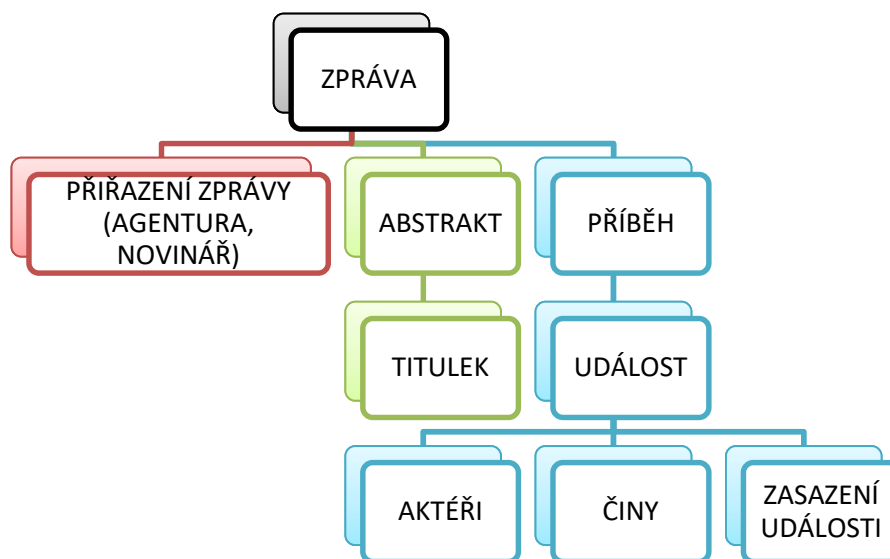 ZPRÁVA
PŘIŘAZENÍ ZPRÁVY
(AGENTURA,
NOVINÁŘ)
ABSTRAKT
PŘÍBĚH
TITULEK
UDÁLOST
AKTÉŘI
ČINY
ZASAZENÍ
UDÁLOSTI